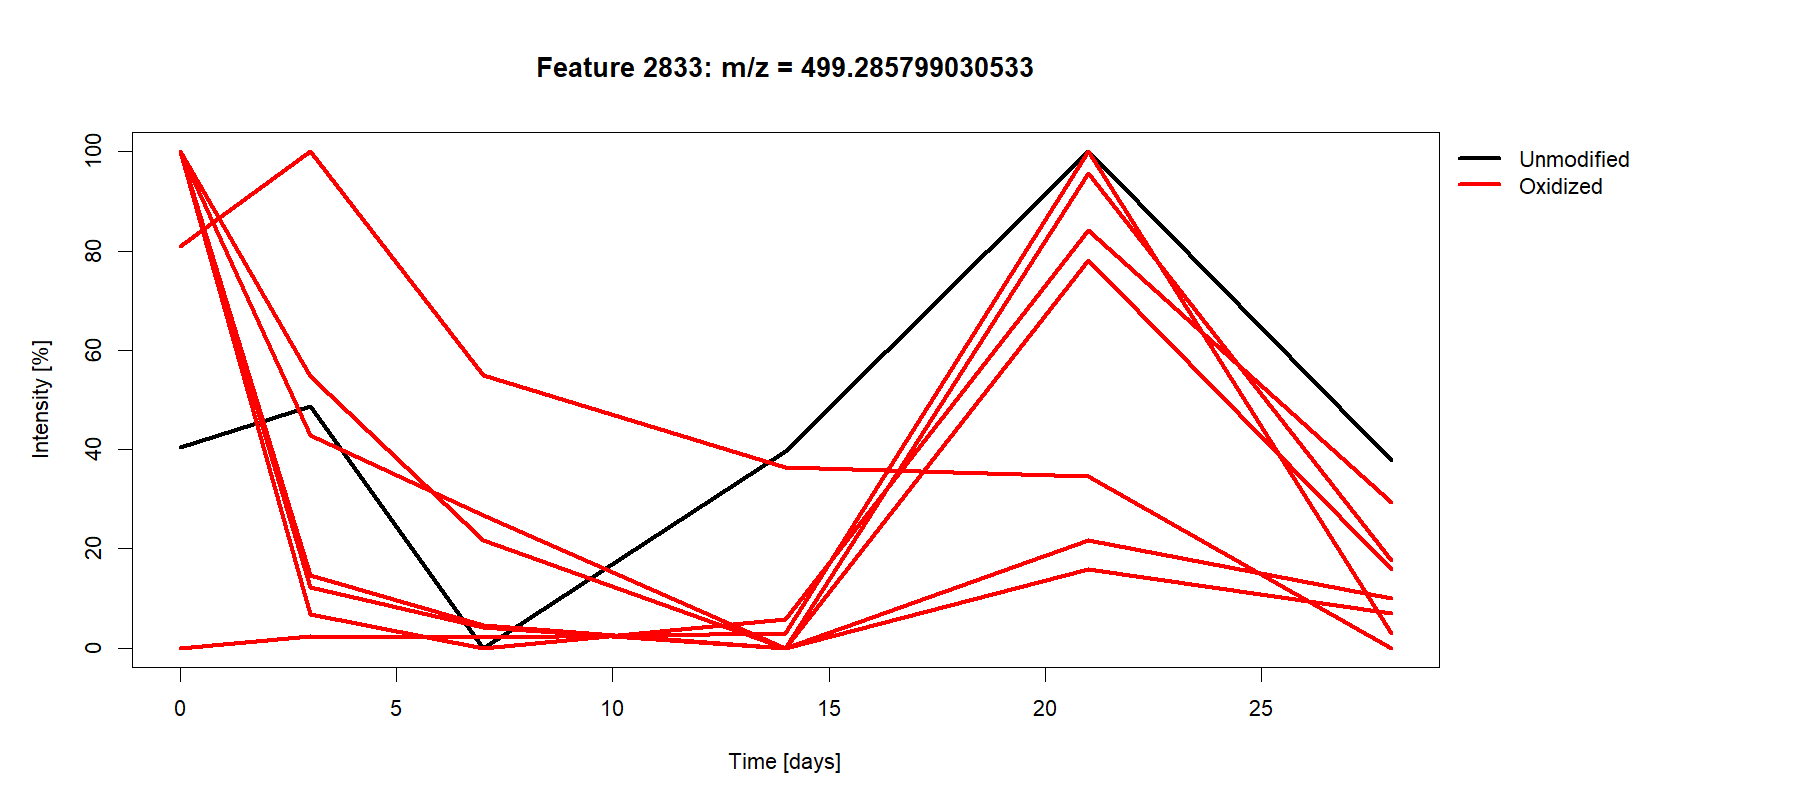 Feature 2833: m/z = 499.285799030533
Unmodified
Oxidized
Intensity [%]
100
80
60
40
20
0
0 5 10 15 20 25
Time [days]